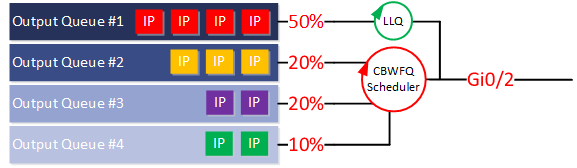 Output Queue #1 IP IP IP IP 50% LLQ
Output Queue #2 IP IP IP 20%
CBWFQ
Scheduler
Gi0/2
Output Queue #3 IP IP 20%
Output Queue #4 IP IP 10%